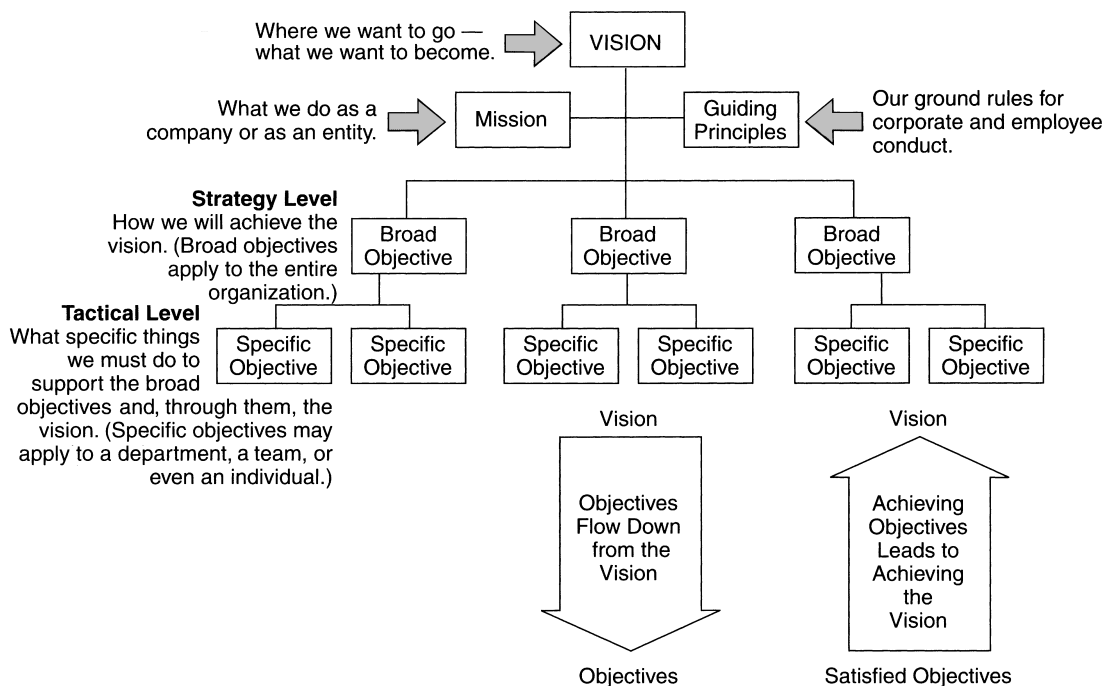 Where we want to go —
what we want to become.
VISION
What we do as a
company or as an entity.
Mission
Guiding
Principles
Our ground rules for
corporate and employee
conduct.
Strategy Level
How we will achieve the
vision. (Broad objectives
apply to the entire
organization.)
Broad
Objective
Broad
Objective
Broad
Objective
Tactical Level
What specific things
we must do to
support the broad
objectives and, through them, the
vision. (Specific objectives may
apply to a department, a team, or
even an individual.)
Specific
Objective
Specific
Objective
Specific
Objective
Specific
Objective
Specific
Objective
Specific
Objective
Vision
Objectives
Flow Down
from the
Vision
Objectives
Vision
Achieving
Objectives
Leads to
Achieving
the
Vision
Satisfied Objectives